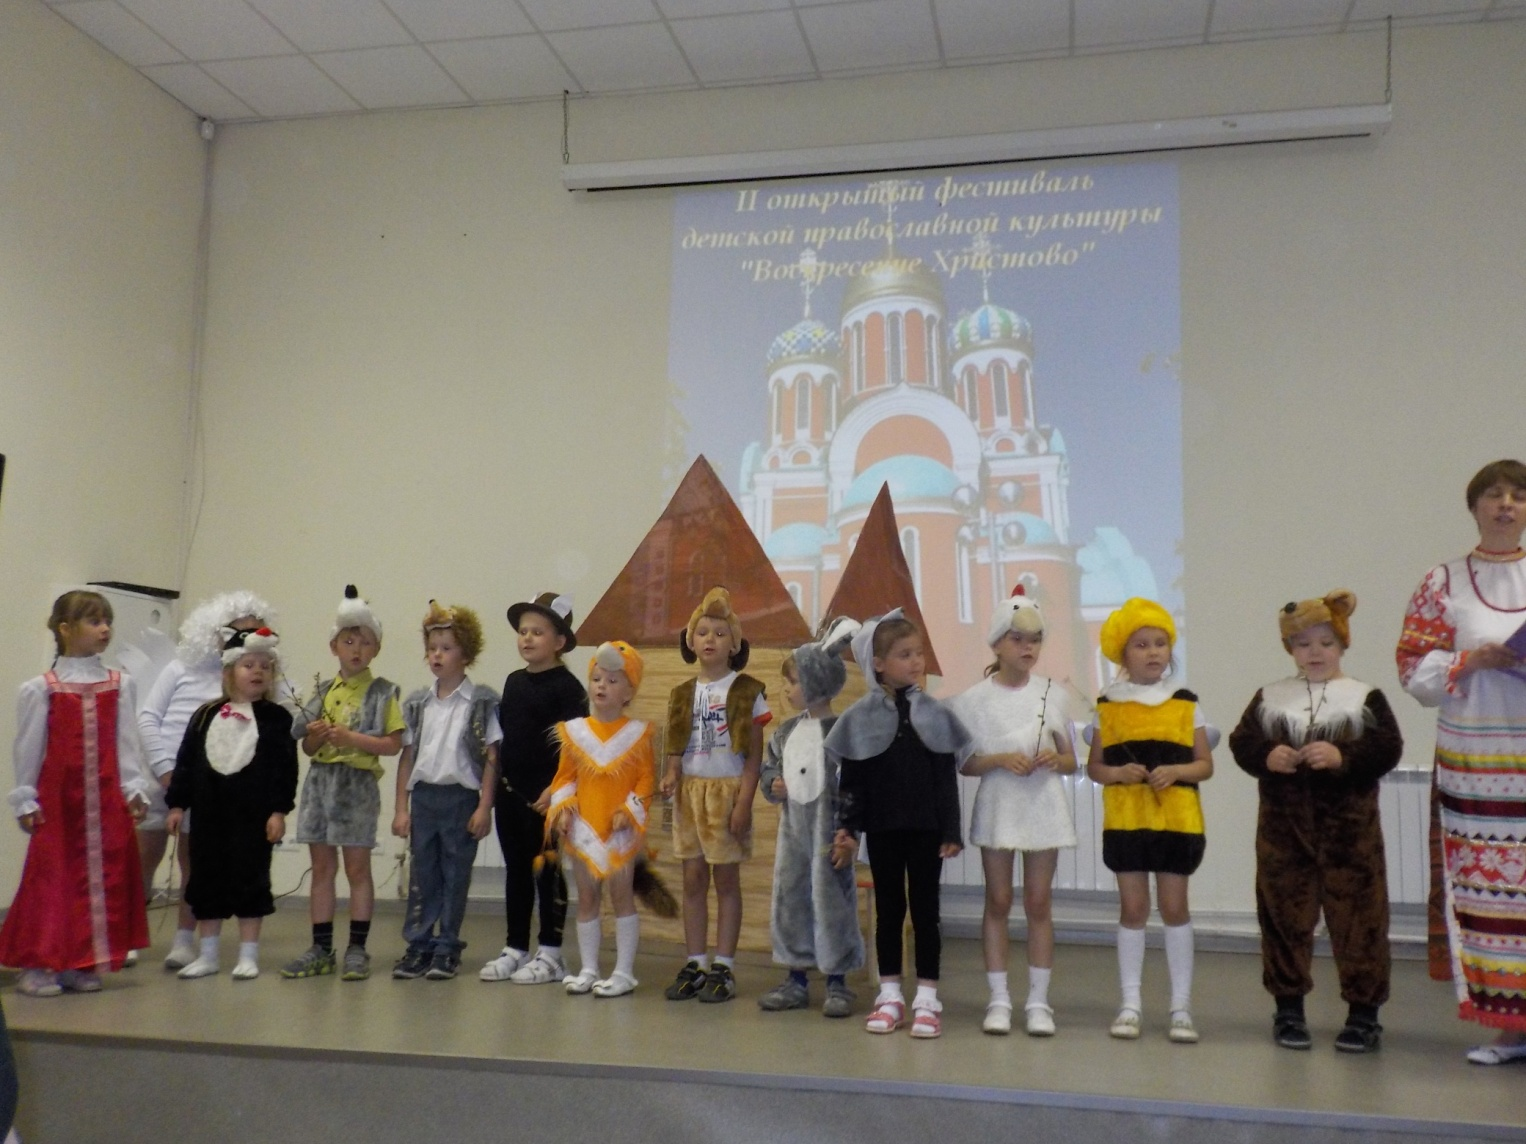 II открытый фестиваль
детской православной культуры
"Воскресение Христово"